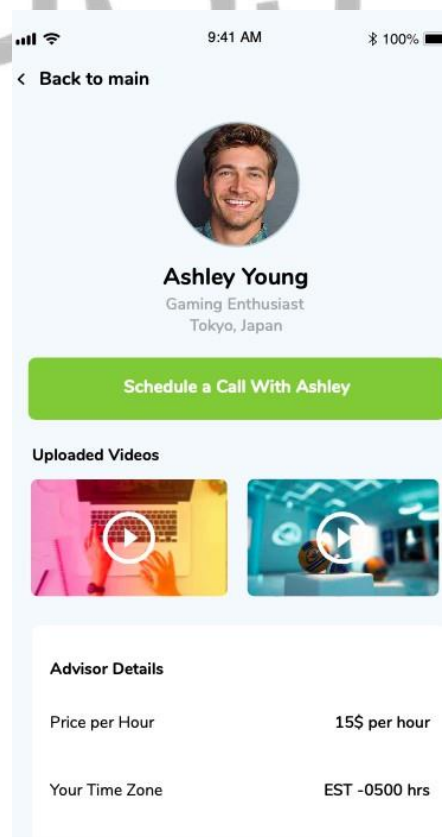 9:41 AM
100%
Back to main
Ashley Young
Gaming Enthusiast
Tokyo, Japan
Schedule a Call With Ashley
Uploaded Videos
Advisor Details
Price per Hour
15$ per hour
Your Time Zone
EST -0500 hrs